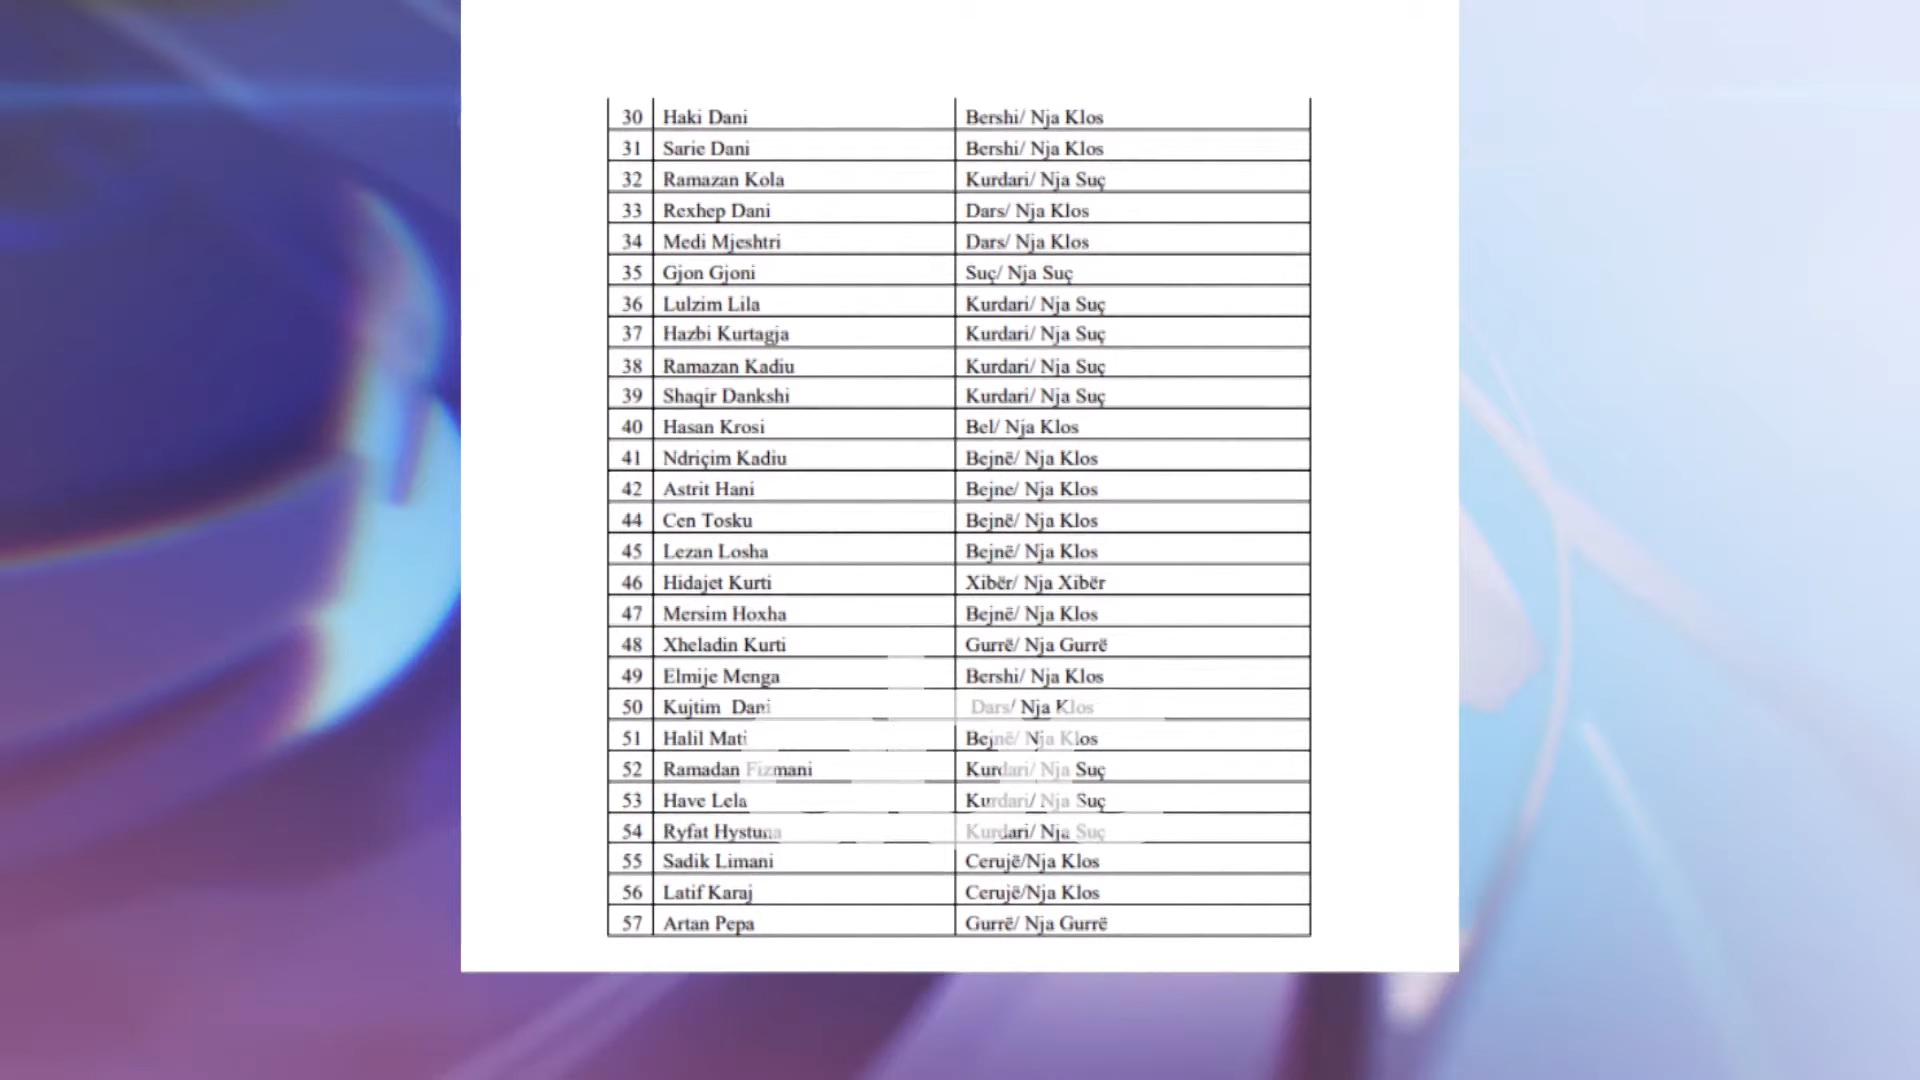 30 Haki Dani Bershi/ Nja Klos
31 Sarie Dani Bershi/ Nja Klos
32 Ramazan Kola Kurdari/ Nja Suç
33 Rexhep Dani Dars/ Nja Klos
34 Medi Mjeshtri Dars/ Nja Klos
35 Gjon Gjoni Suç/ Nja Suç
36 Lulzim Lila Kurdari/ Nja Suç
37 Hazbi Kurtagja Kurdari/ Nja Suç
38 Ramazan Kadiu Kurdari/ Nja Suç
39 Shaqir Dankshi Kurdari/ Nja Suç
40 Hasan Krosi Bel/ Nja Klos
41 Ndriçim Kadiu Bejnë/ Nja Klos
42 Astrit Hani Bejne/ Nja Klos
44 Cen Tosku Bejnë/ Nja Klos
45 Lezan Losha Bejnë/ Nja Klos
46 Hidajet Kurti Xibër/ Nja Xibër
47 Mersim Hoxha Bejnë/ Nja Klos
48 Xheladin Kurti Gurrë/ Nja Gurrë
49 Elmije Menga Bershi/ Nja Klos
50 Kujtim Dani Dars/ Nja Klos
51 Halil Mati Bejnë/ Nja Klos
52 Ramadan Fizmani Kurdari/ Nja Suç
53 Have Lela Kurdari/ Nja Suç
54 Ryfat Hystuna Kurdari/ Nja Suç
55 Sadik Limani Cerujë/Nja Klos
56 Latif Karaj Cerujë/Nja Klos
57 Artan Pepa Gurrë/ Nja Gurrë